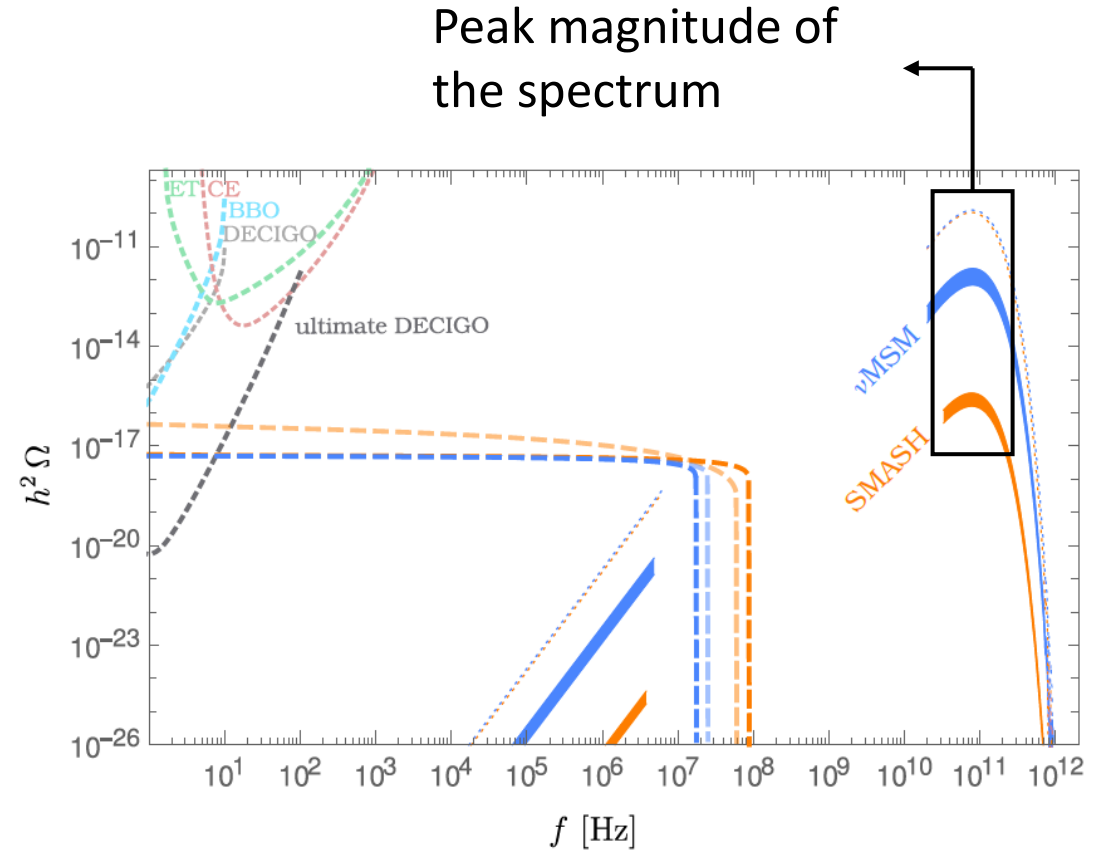 Peak magnitude of
the spectrum
ET CE
BBO
DECIGO
ultimate DECIGO
νMSM
SMASH
10⁻¹¹
10⁻¹⁴
10⁻¹⁷
10⁻²⁰
10⁻²³
10⁻²⁶
h² Ω
10¹ 10² 10³ 10⁴ 10⁵ 10⁶ 10⁷ 10⁸ 10⁹ 10¹⁰ 10¹¹ 10¹²
f [Hz]